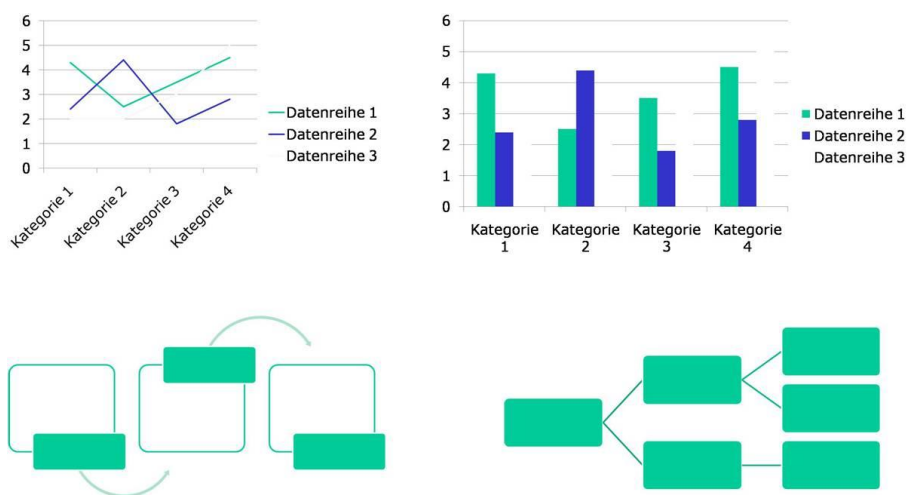 6
5
4
3
2
1
0
Kategorie 1
Kategorie 2
Kategorie 3
Kategorie 4
Datenreihe 1
Datenreihe 2
Datenreihe 3
6
5
4
3
2
1
0
Kategorie
1
Kategorie
2
Kategorie
3
Kategorie
4
Datenreihe 1
Datenreihe 2
Datenreihe 3